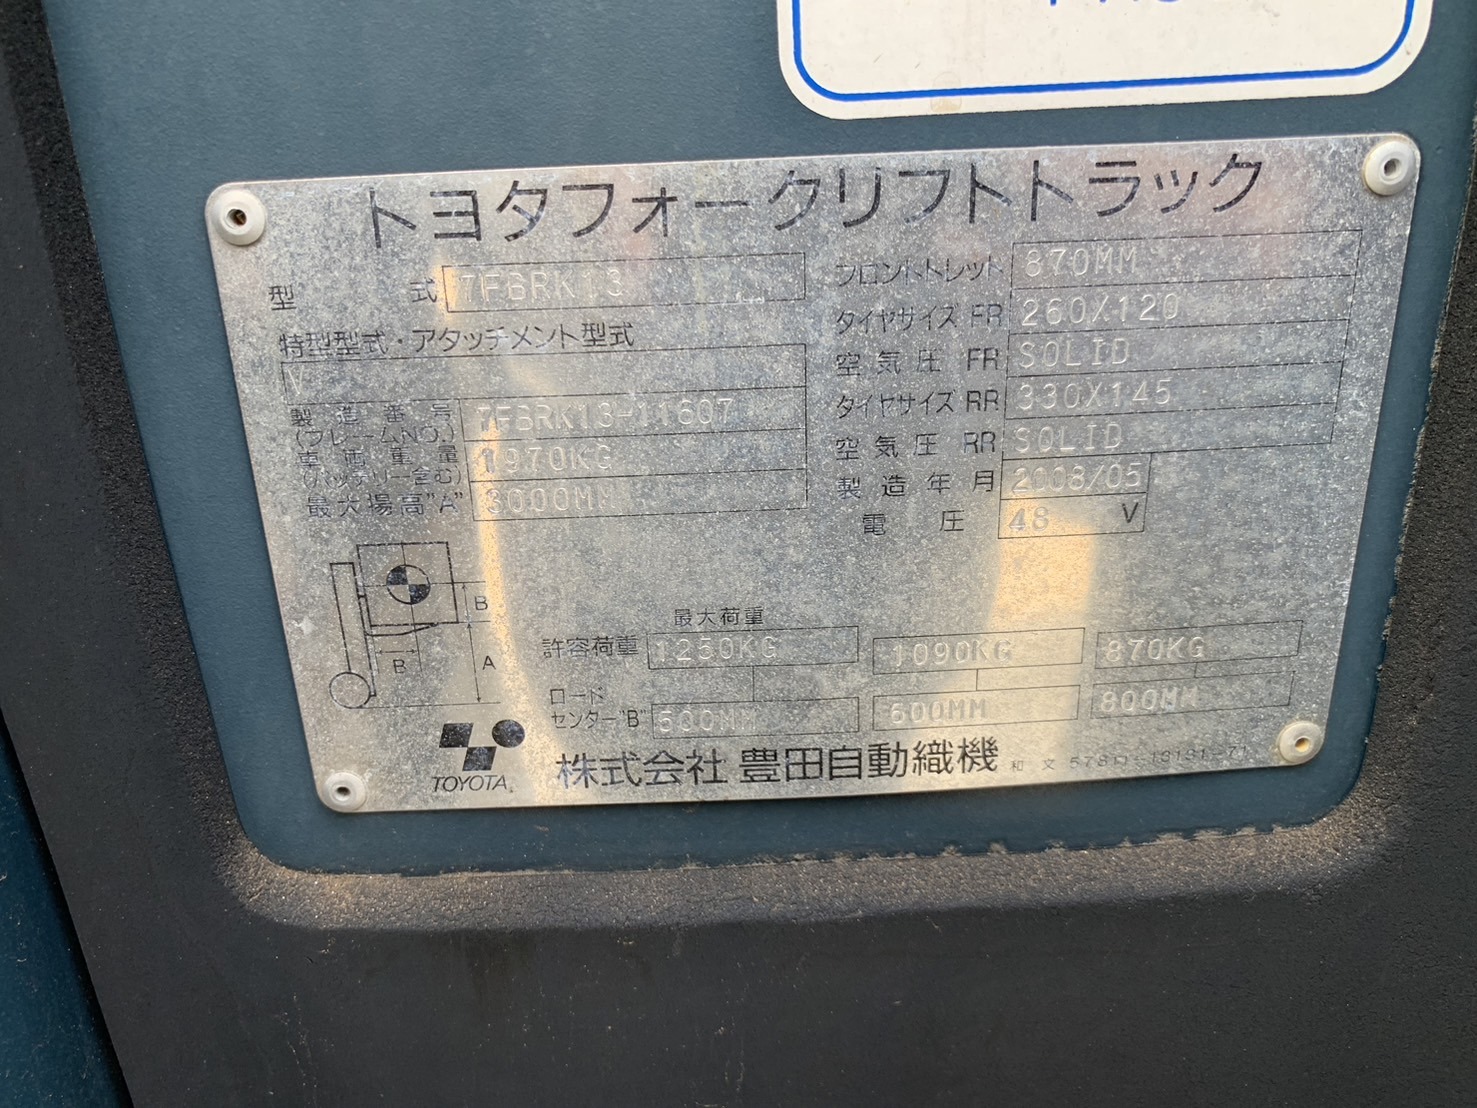 トヨタフォークリフトトラック
型式 7FBRK13
特型型式・アタッチメント型式
V
製造番号 7FBRK13-11607
(フレームNO.)
車両重量 1970KG
(バッテリー含む)
最大揚高"A" 3000MM
フロントトレット 870MM
タイヤサイズ FR 260X120
空気圧 FR SOLID
タイヤサイズ RR 330X145
空気圧 RR SOLID
製造年月 2008/05
電圧 48 V
B
B
A
最大荷重
許容荷重 1250KG 1090KG 870KG
ロード
センター"B" 500MM 600MM 800MM
TOYOTA
株式会社 豊田自動織機 和文